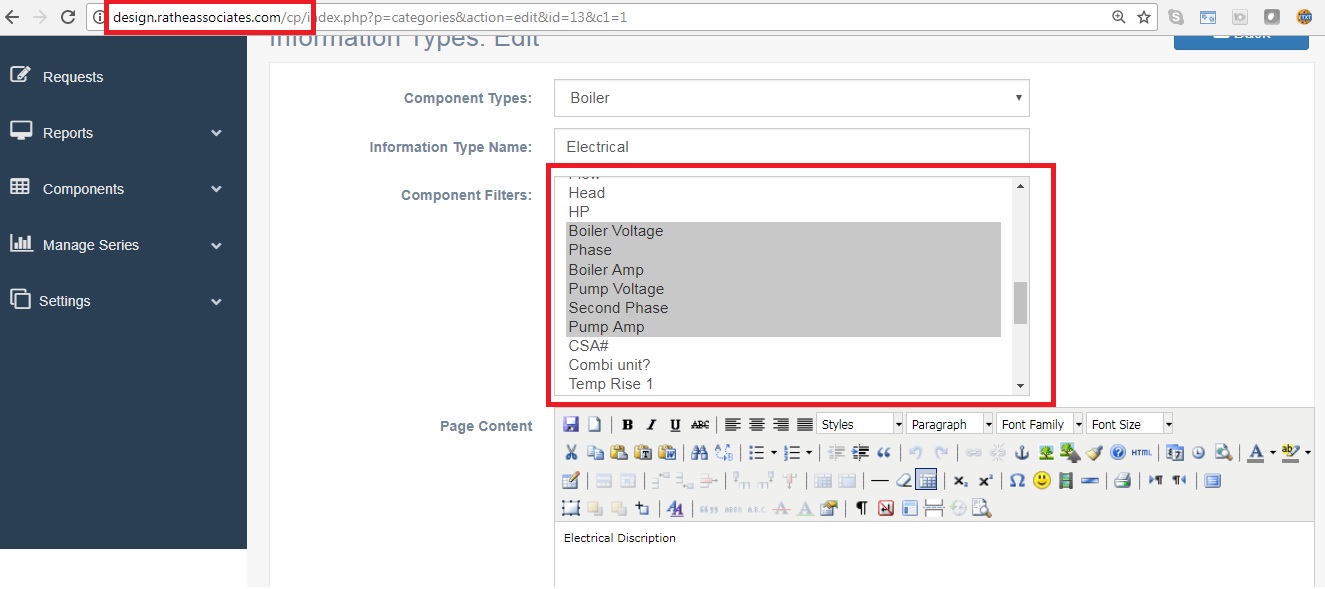 design.ratheassociates.com/cp/index.php?p=categories&action=edit&id=13&c1=1
Information Types: Edit
Back
Requests
Reports
Components
Manage Series
Settings
Component Types:
Boiler
Information Type Name:
Electrical
Component Filters:
Flow
Head
HP
Boiler Voltage
Phase
Boiler Amp
Pump Voltage
Second Phase
Pump Amp
CSA#
Combi unit?
Temp Rise 1
Page Content
B I U ABC Styles Paragraph Font Family Font Size
HTML
Electrical Discription